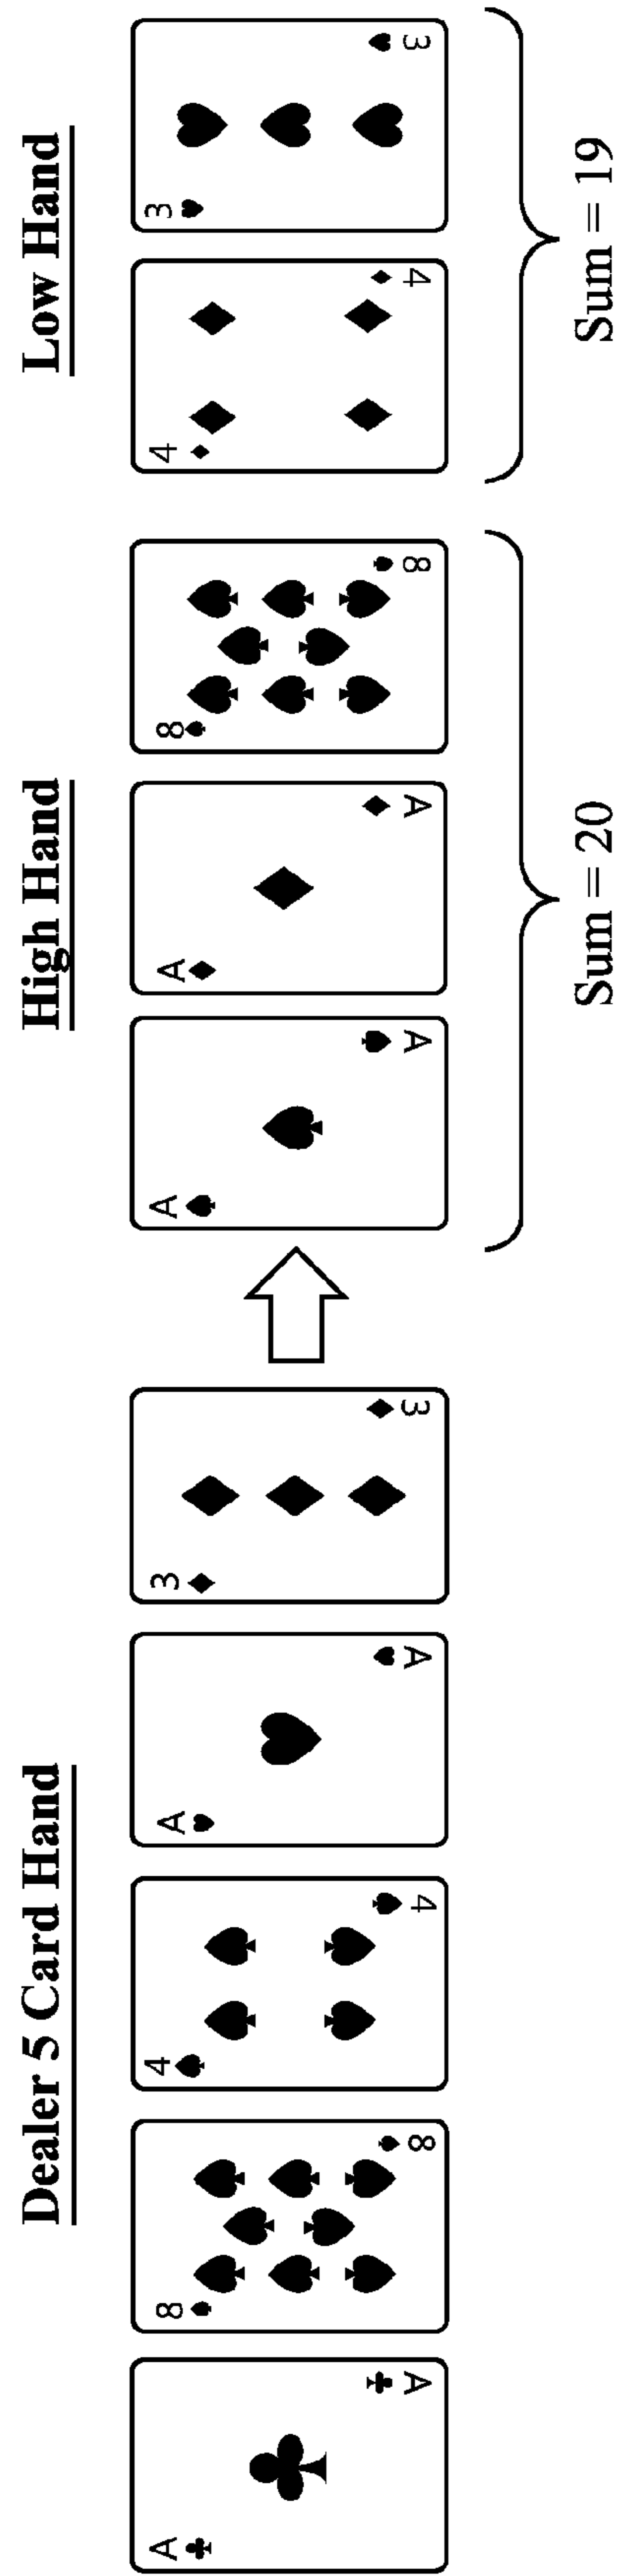 Dealer 5 Card Hand
High Hand
Low Hand
A
A
8
8
4
4
A
A
3
3
A
A
A
A
8
8
4
4
3
3
Sum = 20
Sum = 19